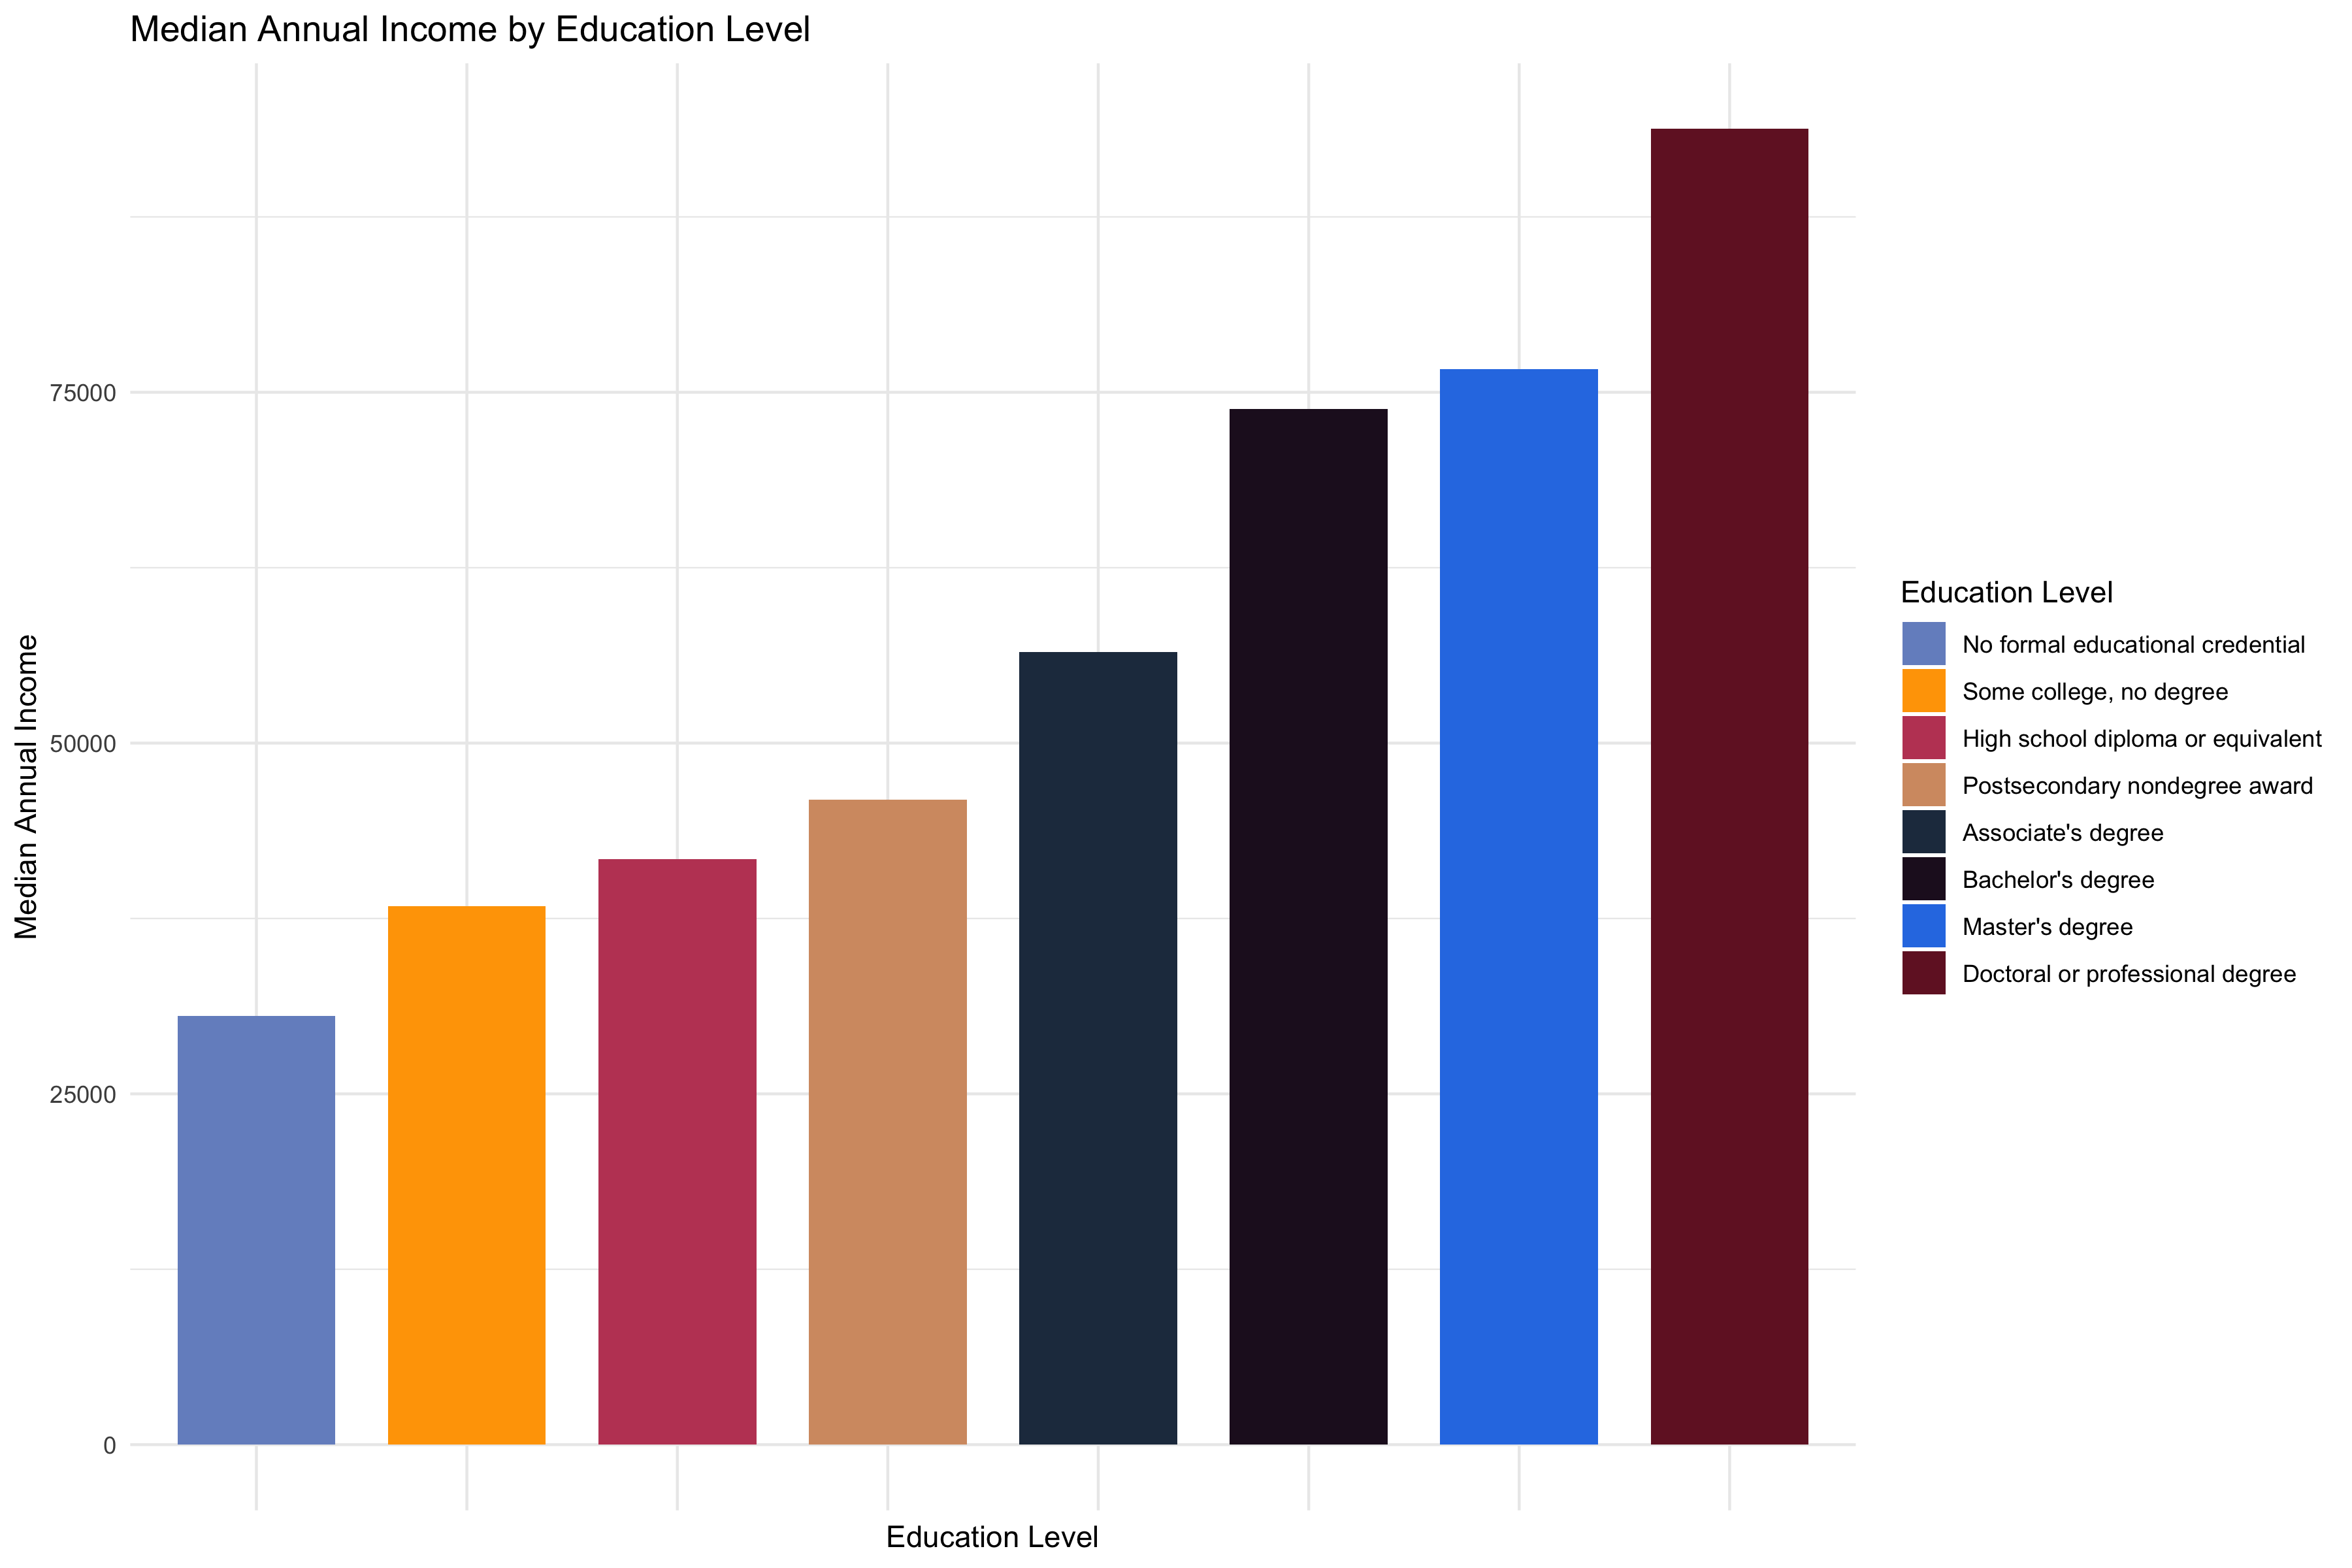 Median Annual Income by Education Level
Median Annual Income
75000
50000
25000
0
Education Level
Education Level
No formal educational credential
Some college, no degree
High school diploma or equivalent
Postsecondary nondegree award
Associate's degree
Bachelor's degree
Master's degree
Doctoral or professional degree